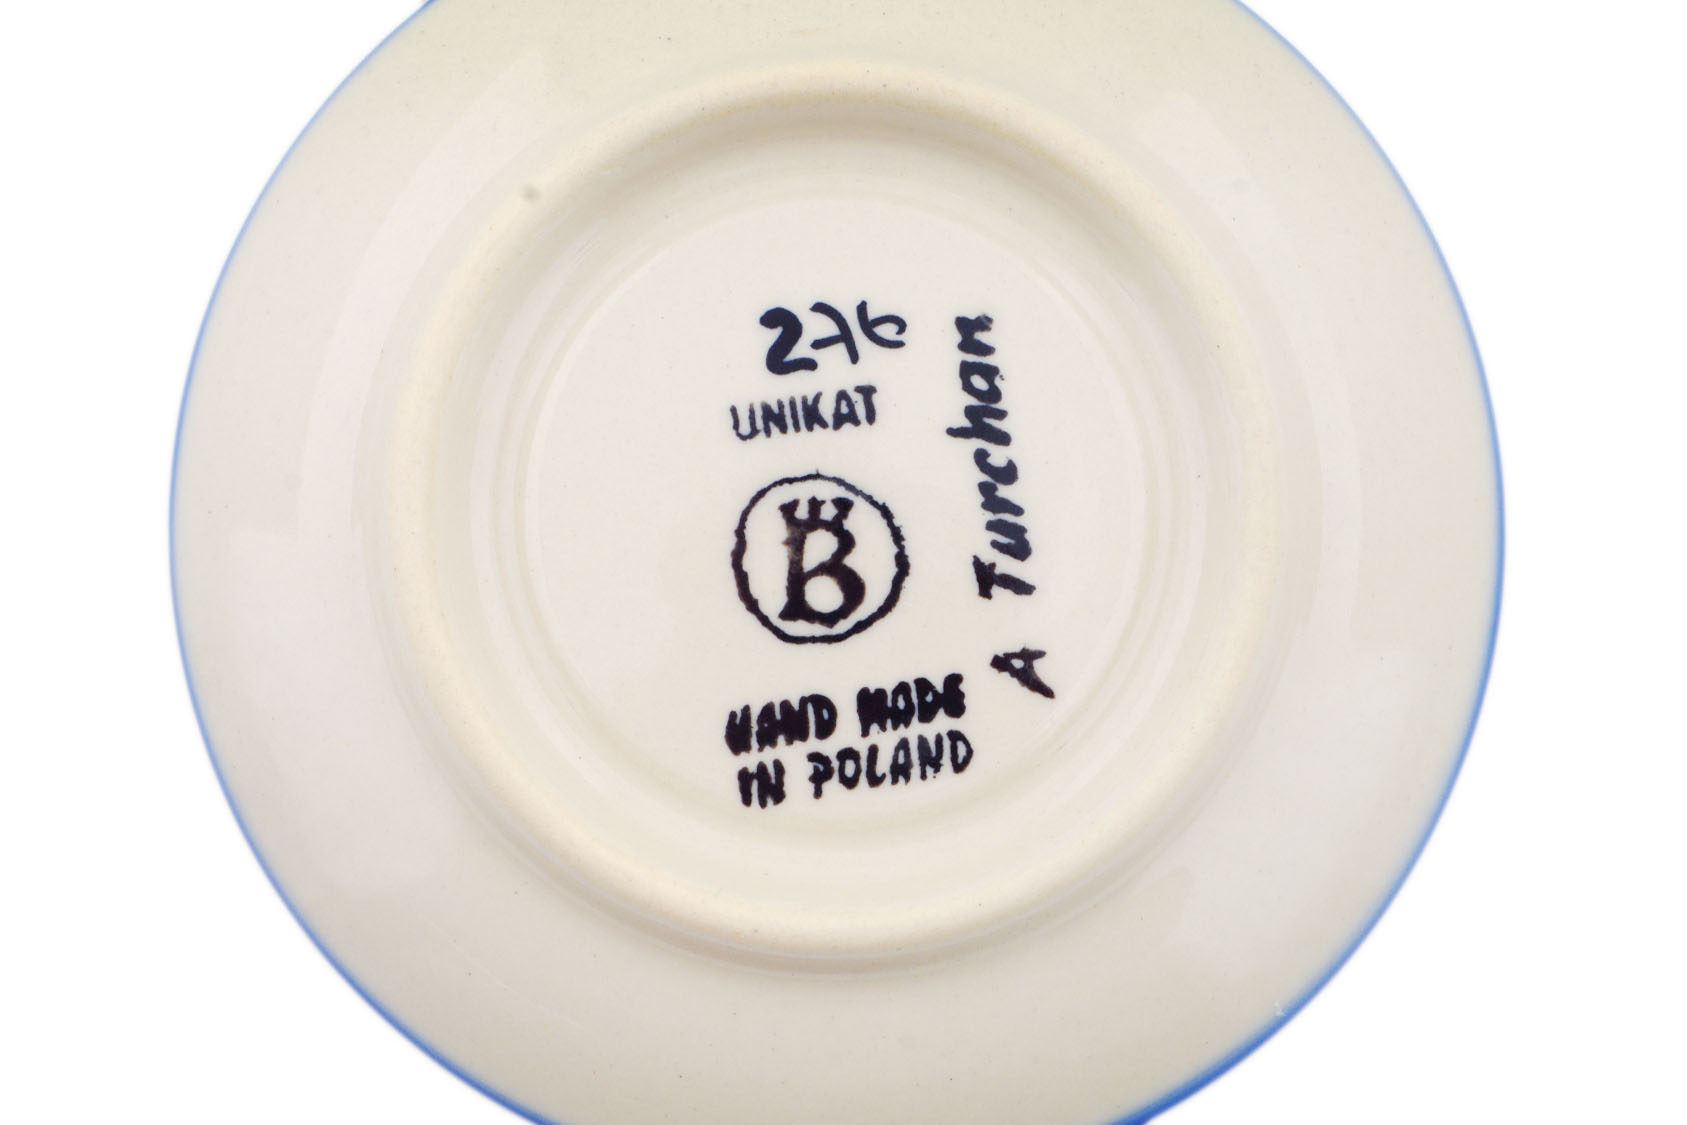 276
UNIKAT
B
HAND MADE
IN POLAND
A Turchan